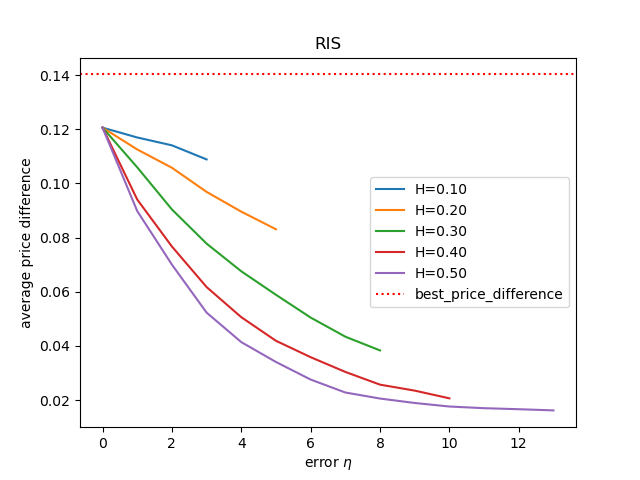 RIS
average price difference
0.14
0.12
0.10
0.08
0.06
0.04
0.02
H=0.10
H=0.20
H=0.30
H=0.40
H=0.50
best_price_difference
0 2 4 6 8 10 12
error η